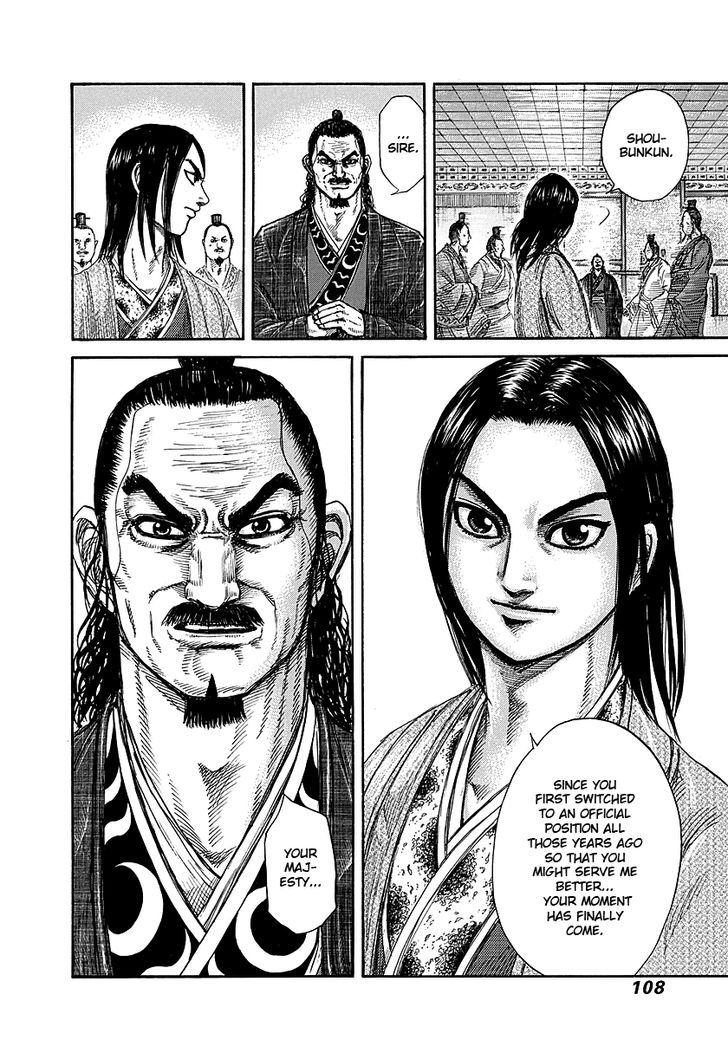 SHOU-
BUNKUN.
...
SIRE.
SINCE YOU
FIRST SWITCHED
TO AN OFFICIAL
POSITION ALL
THOSE YEARS AGO
SO THAT YOU
MIGHT SERVE ME
BETTER...
YOUR MOMENT
HAS FINALLY
COME.
YOUR
MAJ-
ESTY...
108